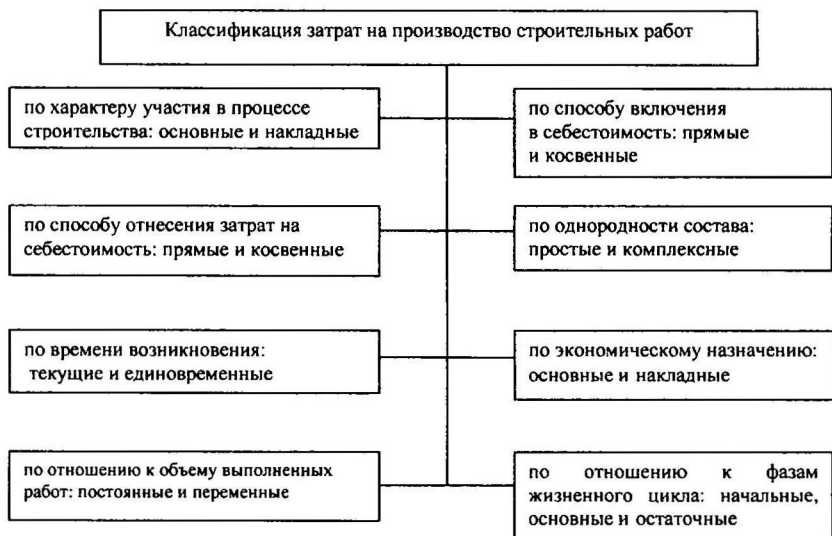 Классификация затрат на производство строительных работ
по характеру участия в процессе
строительства: основные и накладные
по способу включения
в себестоимость: прямые
и косвенные
по способу отнесения затрат на
себестоимость: прямые и косвенные
по однородности состава:
простые и комплексные
по времени возникновения:
текущие и единовременные
по экономическому назначению:
основные и накладные
по отношению к объему выполненных
работ: постоянные и переменные
по отношению к фазам
жизненного цикла: начальные,
основные и остаточные